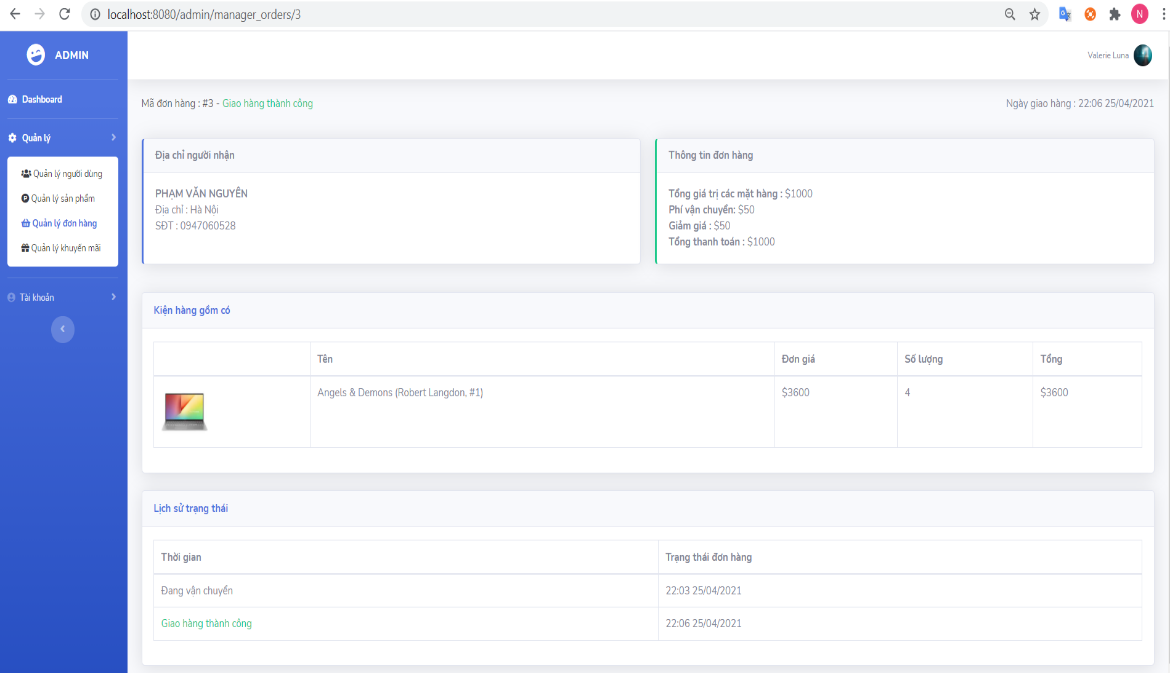 localhost:8080/admin/manager_orders/3
N
ADMIN
Valerie Luna
Dashboard
Quản lý
Quản lý người dùng
Quản lý sản phẩm
Quản lý đơn hàng
Quản lý khuyến mãi
Tài khoản
Mã đơn hàng : #3 - Giao hàng thành công
Ngày giao hàng : 22:06 25/04/2021
Địa chỉ người nhận
PHẠM VĂN NGUYÊN
Địa chỉ : Hà Nội
SĐT : 0947060528
Thông tin đơn hàng
Tổng giá trị các mặt hàng : $1000
Phí vận chuyển: $50
Giảm giá : $50
Tổng thanh toán : $1000
Kiện hàng gồm có
Tên Đơn giá Số lượng Tổng
Angels & Demons (Robert Langdon, #1) $3600 4 $3600
Lịch sử trạng thái
Thời gian Trạng thái đơn hàng
Đang vận chuyển 22:03 25/04/2021
Giao hàng thành công 22:06 25/04/2021